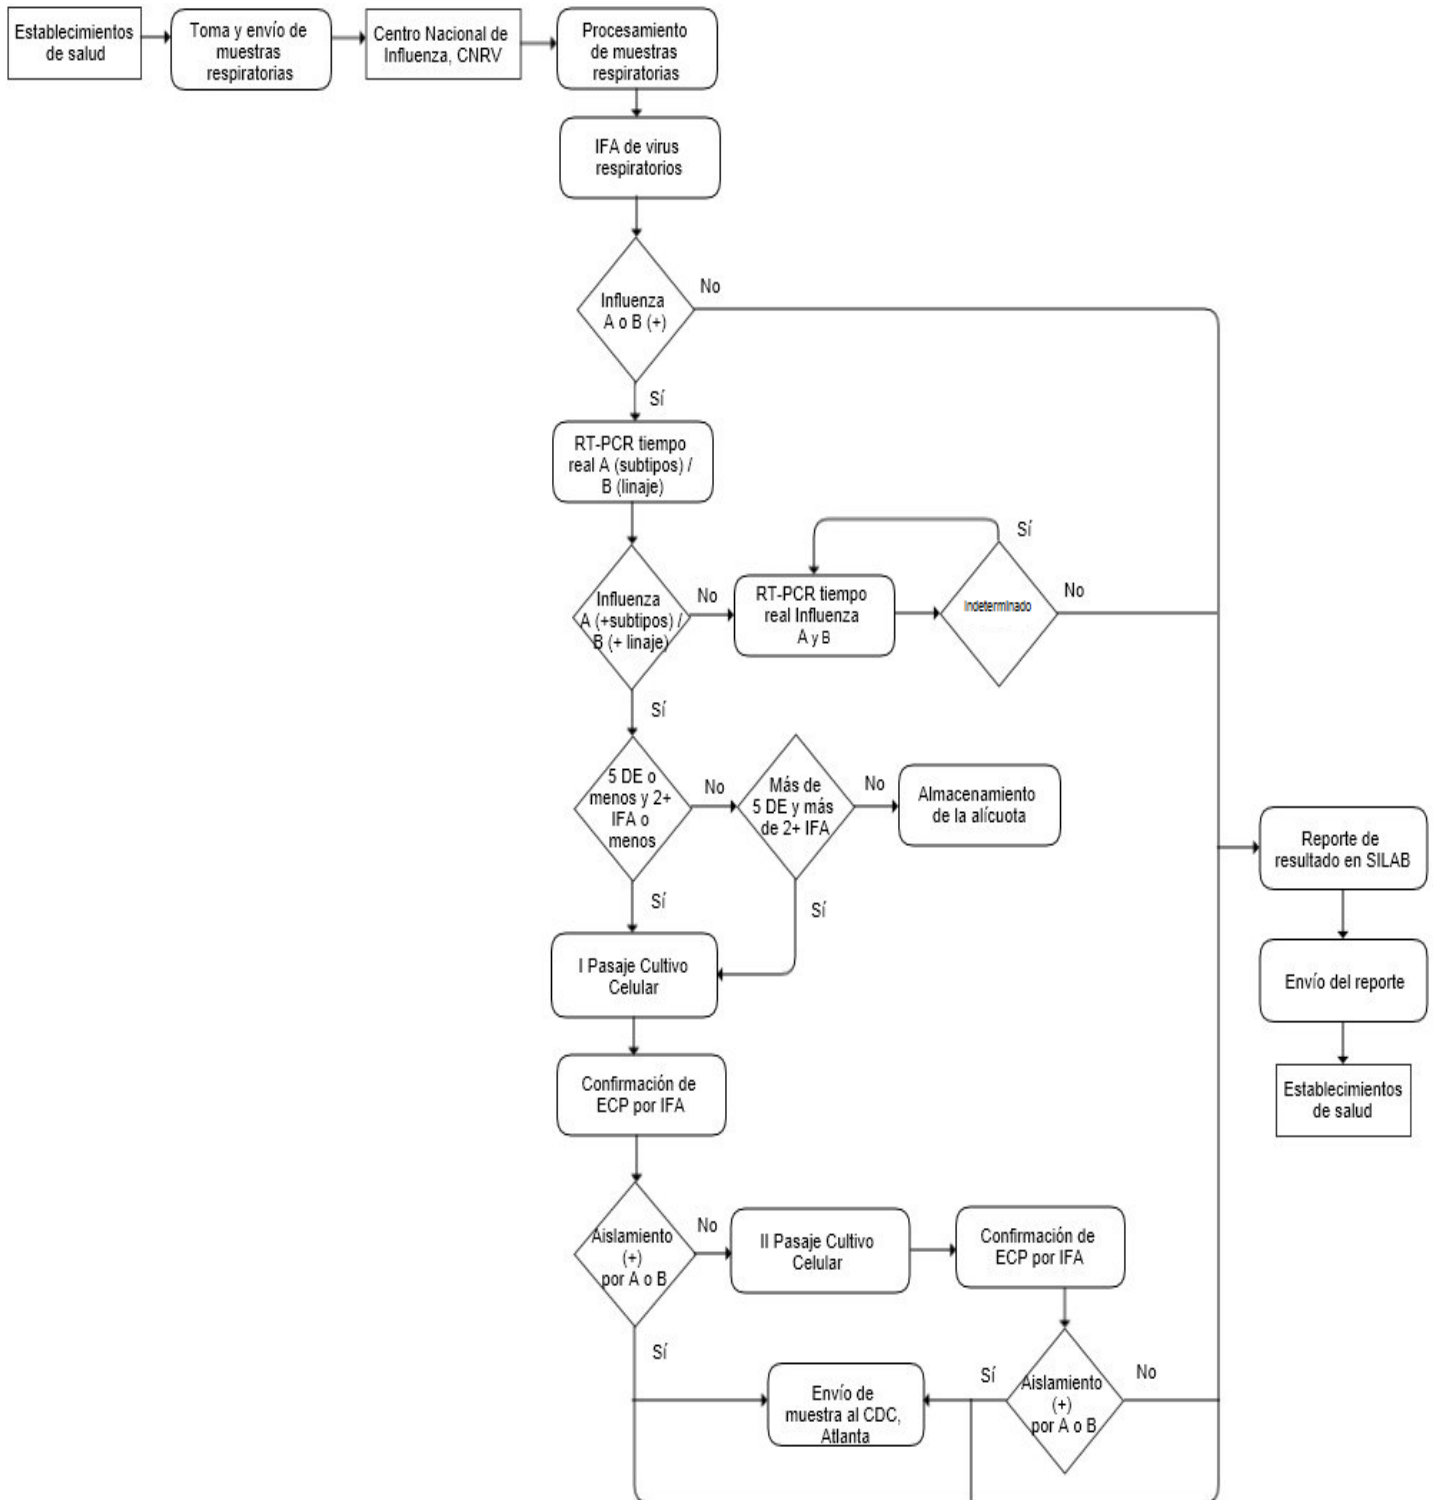 Establecimientos
de salud
Toma y envío de
muestras
respiratorias
Centro Nacional de
Influenza, CNRV
Procesamiento
de muestras
respiratorias
IFA de virus
respiratorios
Influenza
A o B (+)
No
Sí
RT-PCR tiempo
real A (subtipos) /
B (linaje)
Influenza
A (+subtipos) /
B (+ linaje)
No
RT-PCR tiempo
real Influenza
A y B
Indeterminado
Sí
No
Sí
5 DE o
menos y 2+
IFA o
menos
No
Más de
5 DE y más
de 2+ IFA
No
Almacenamiento
de la alícuota
Sí
Sí
I Pasaje Cultivo
Celular
Confirmación de
ECP por IFA
Aislamiento
(+)
por A o B
No
II Pasaje Cultivo
Celular
Confirmación de
ECP por IFA
Sí
Envío de
muestra al CDC,
Atlanta
Sí
Aislamiento
(+)
por A o B
No
Reporte de
resultado en SILAB
Envío del reporte
Establecimientos
de salud